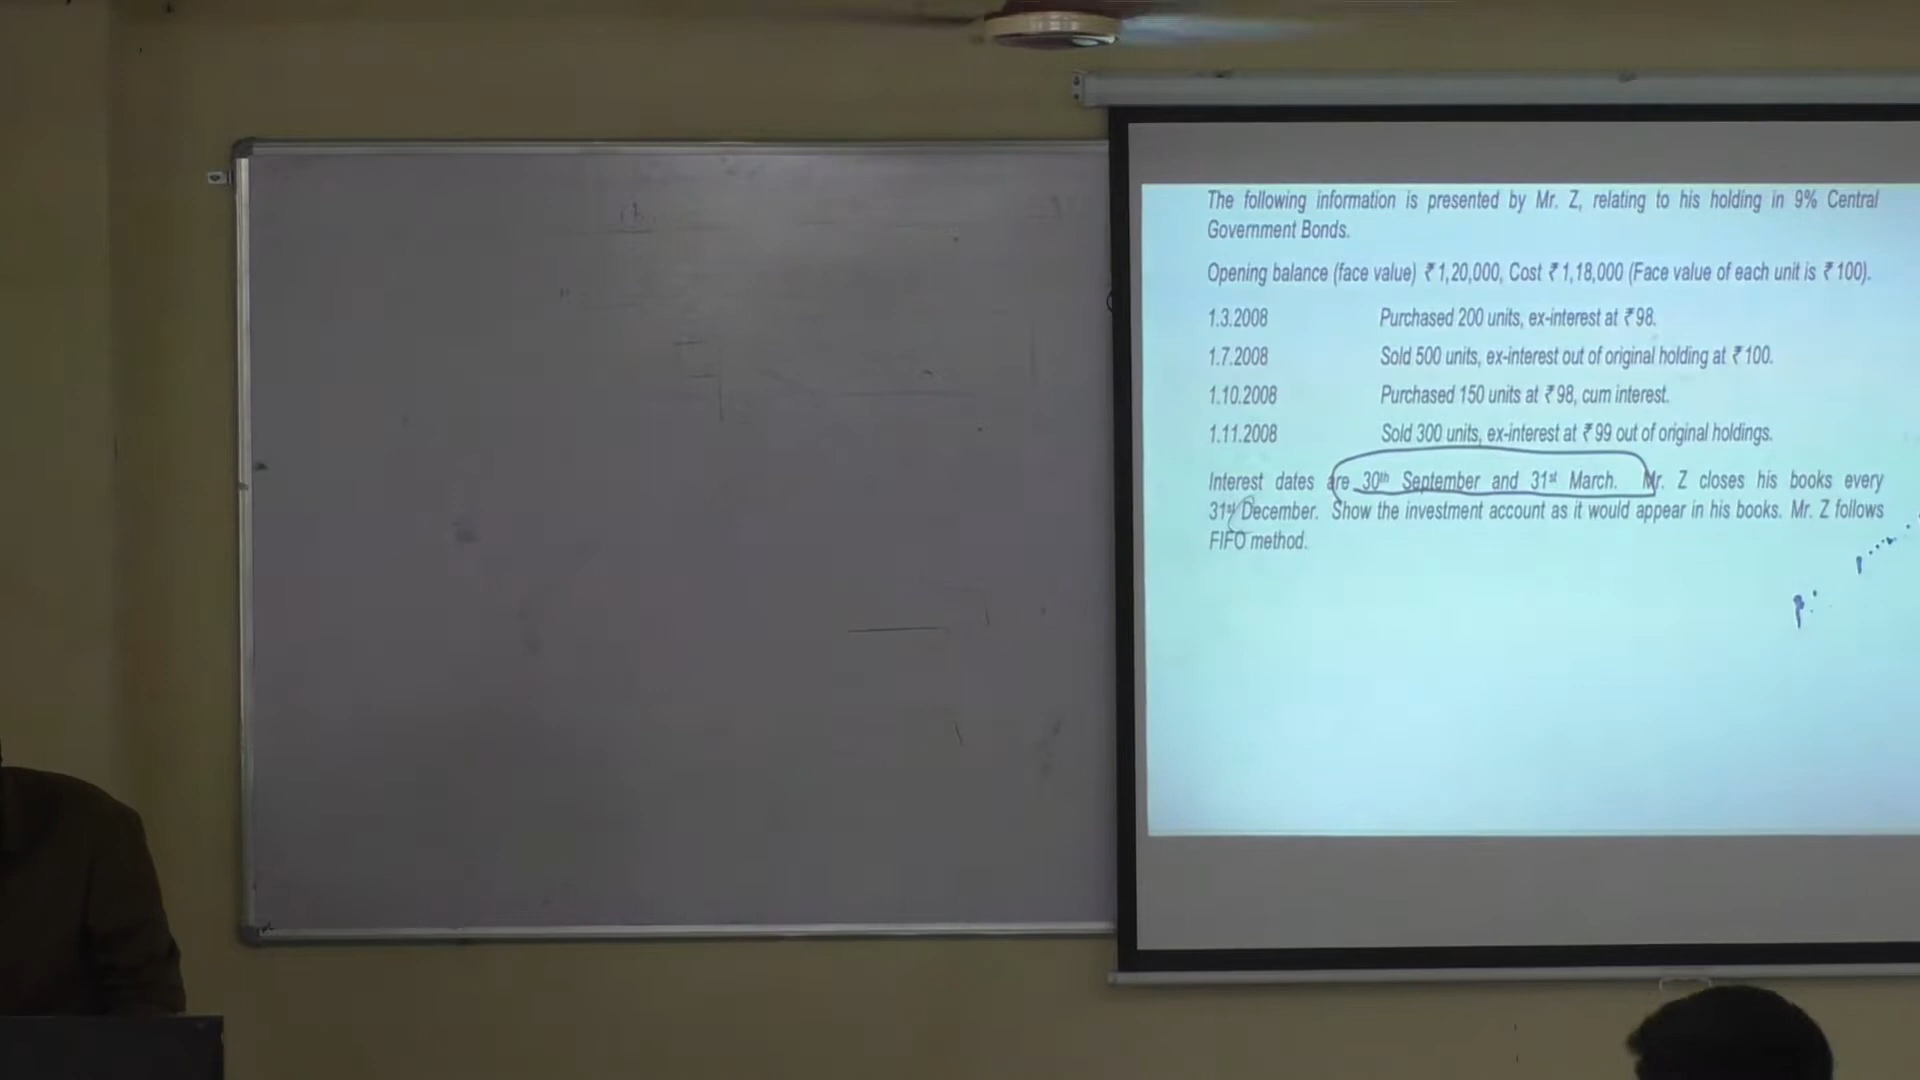 The following information is presented by Mr. Z, relating to his holding in 9% Central
Government Bonds.
Opening balance (face value) ₹ 1,20,000, Cost ₹ 1,18,000 (Face value of each unit is ₹ 100).
1.3.2008 Purchased 200 units, ex-interest at ₹ 98.
1.7.2008 Sold 500 units, ex-interest out of original holding at ₹ 100.
1.10.2008 Purchased 150 units at ₹ 98, cum interest.
1.11.2008 Sold 300 units, ex-interest at ₹ 99 out of original holdings.
Interest dates are 30th September and 31st March. Mr. Z closes his books every
31st December. Show the investment account as it would appear in his books. Mr. Z follows
FIFO method.